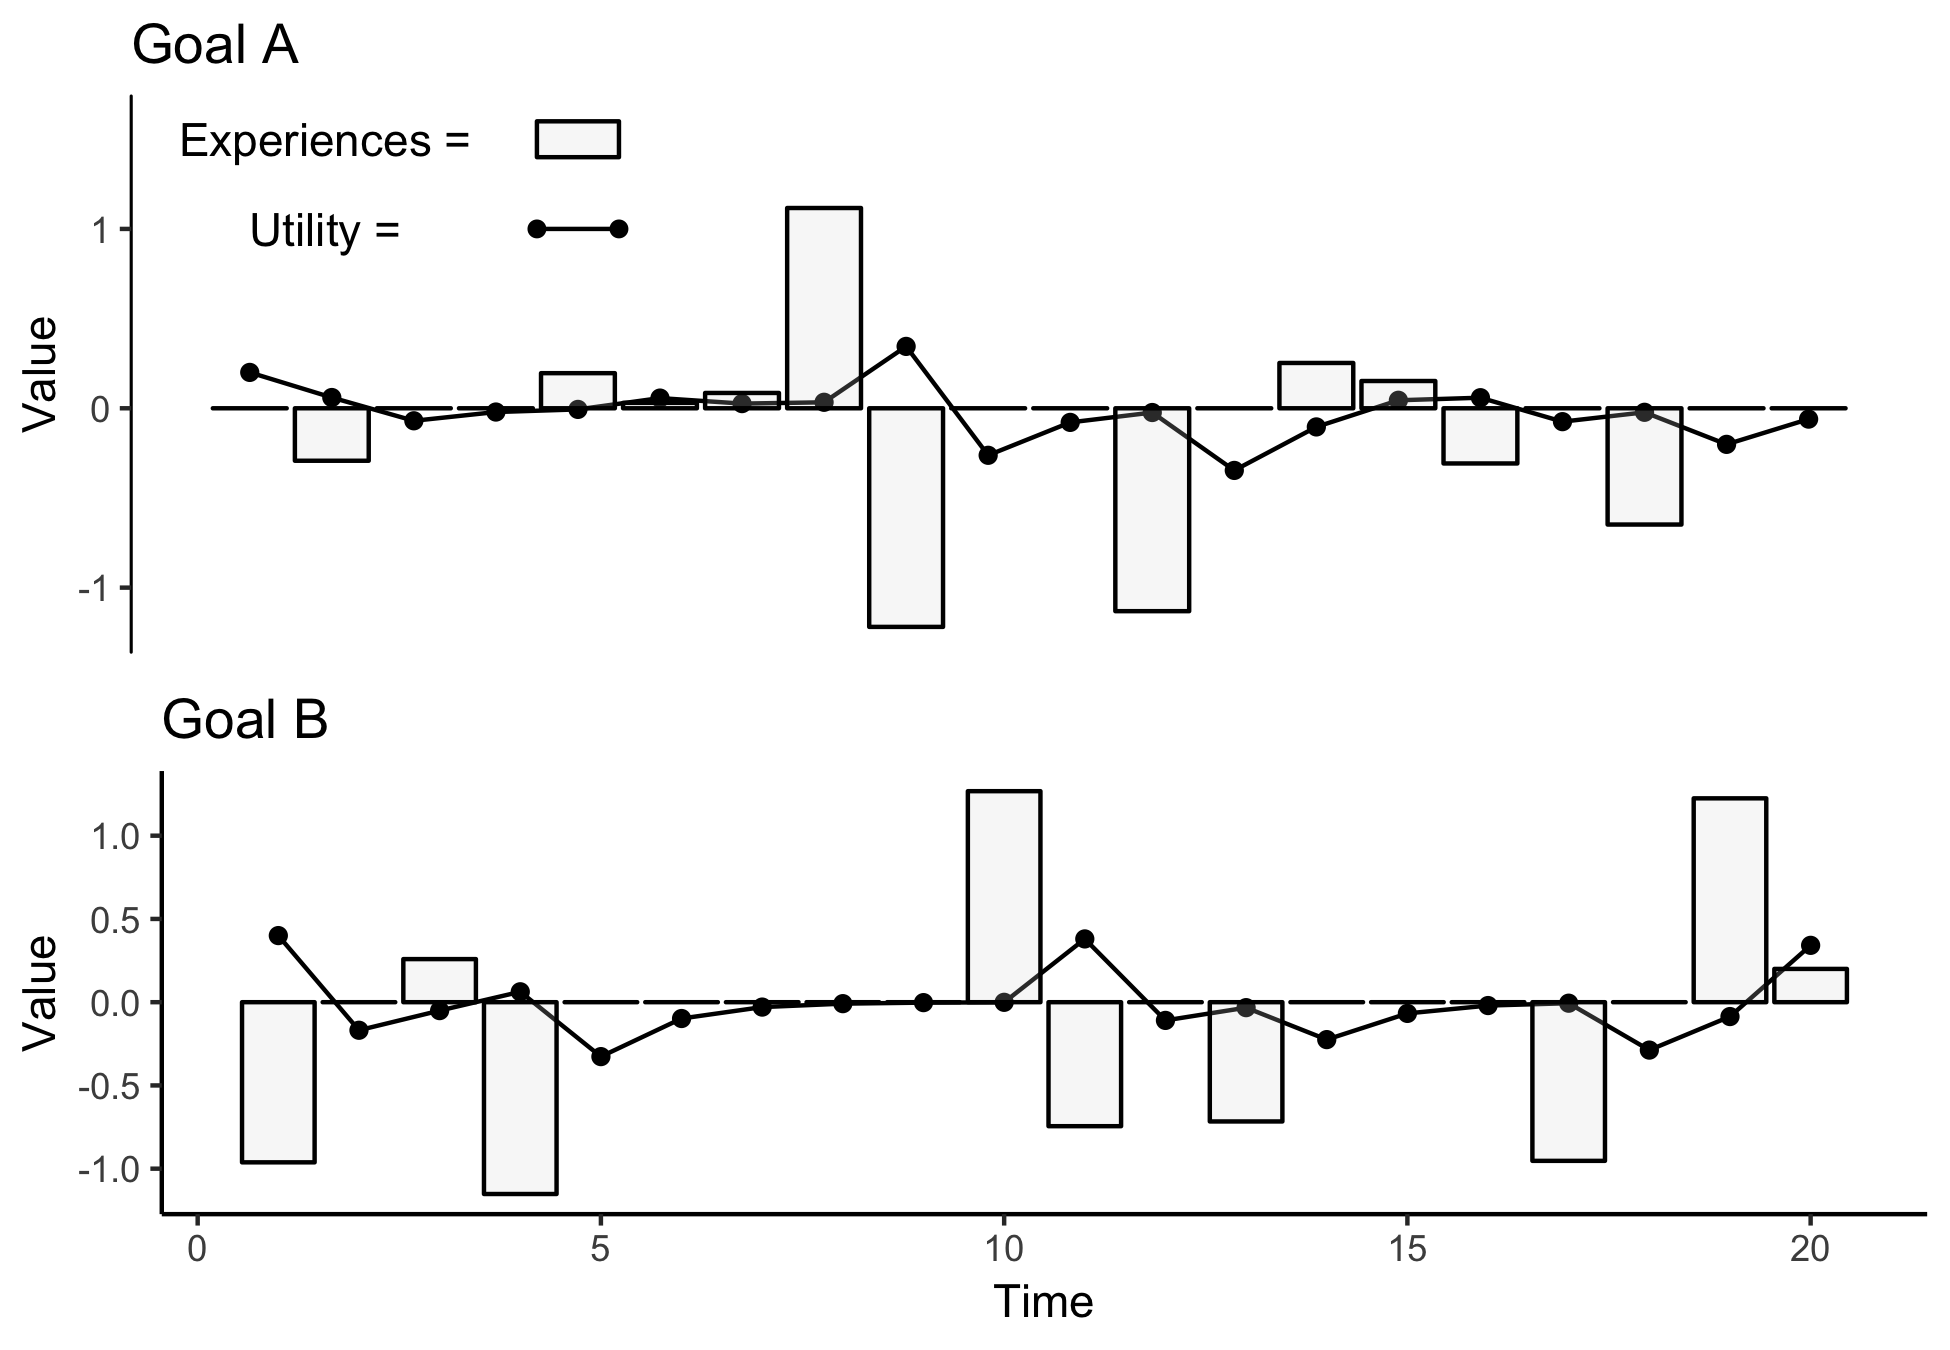 Goal A
Experiences =
Utility =
1
0
-1
Value
Goal B
1.0
0.5
0.0
-0.5
-1.0
Value
0 5 10 15 20
Time